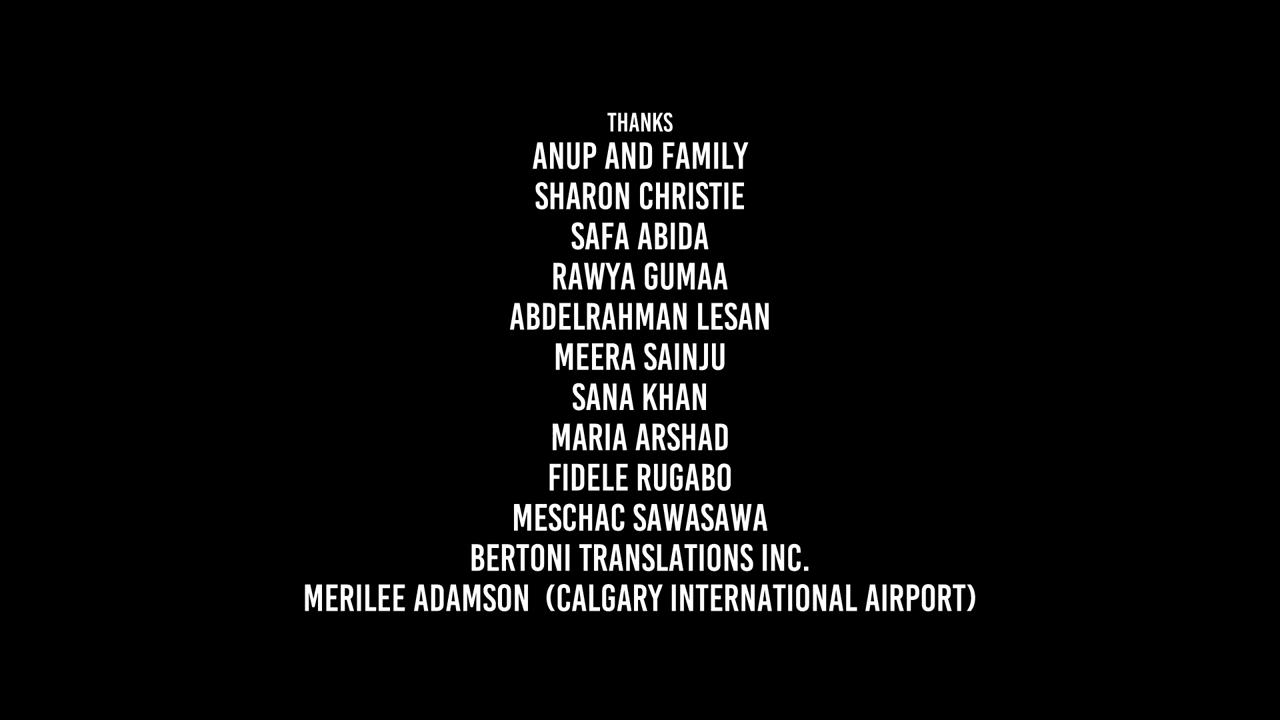 THANKS
ANUP AND FAMILY
SHARON CHRISTIE
SAFA ABIDA
RAWYA GUMAA
ABDELRAHMAN LESAN
MEERA SAINJU
SANA KHAN
MARIA ARSHAD
FIDELE RUGABO
MESCHAC SAWASAWA
BERTONI TRANSLATIONS INC.
MERILEE ADAMSON (CALGARY INTERNATIONAL AIRPORT)